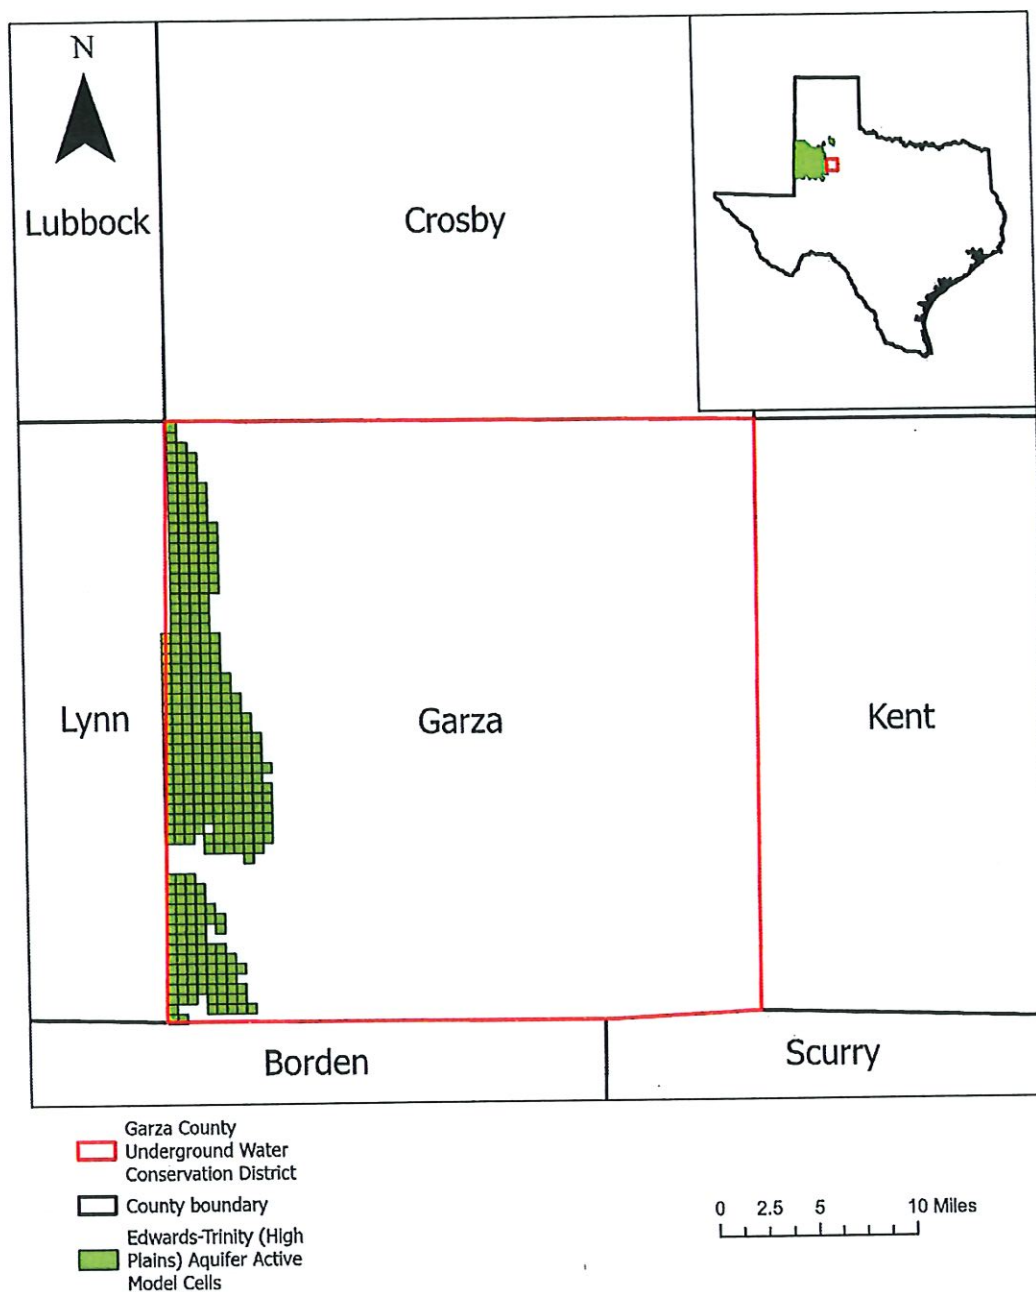 N
Lubbock
Crosby
Lynn
Garza
Kent
Borden
Scurry
Garza County
Underground Water
Conservation District
County boundary
Edwards-Trinity (High
Plains) Aquifer Active
Model Cells
0 2.5 5 10 Miles